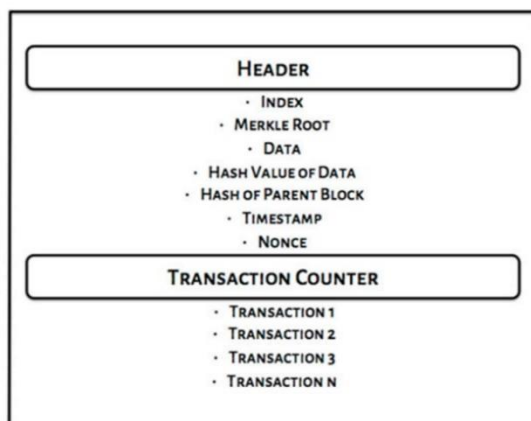 HEADER
· INDEX
· MERKLE ROOT
· DATA
· HASH VALUE OF DATA
· HASH OF PARENT BLOCK
· TIMESTAMP
· NONCE
TRANSACTION COUNTER
· TRANSACTION 1
· TRANSACTION 2
· TRANSACTION 3
· TRANSACTION N